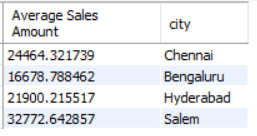 Average Sales
Amount city
24464.321739 Chennai
16678.788462 Bengaluru
21900.215517 Hyderabad
32772.642857 Salem